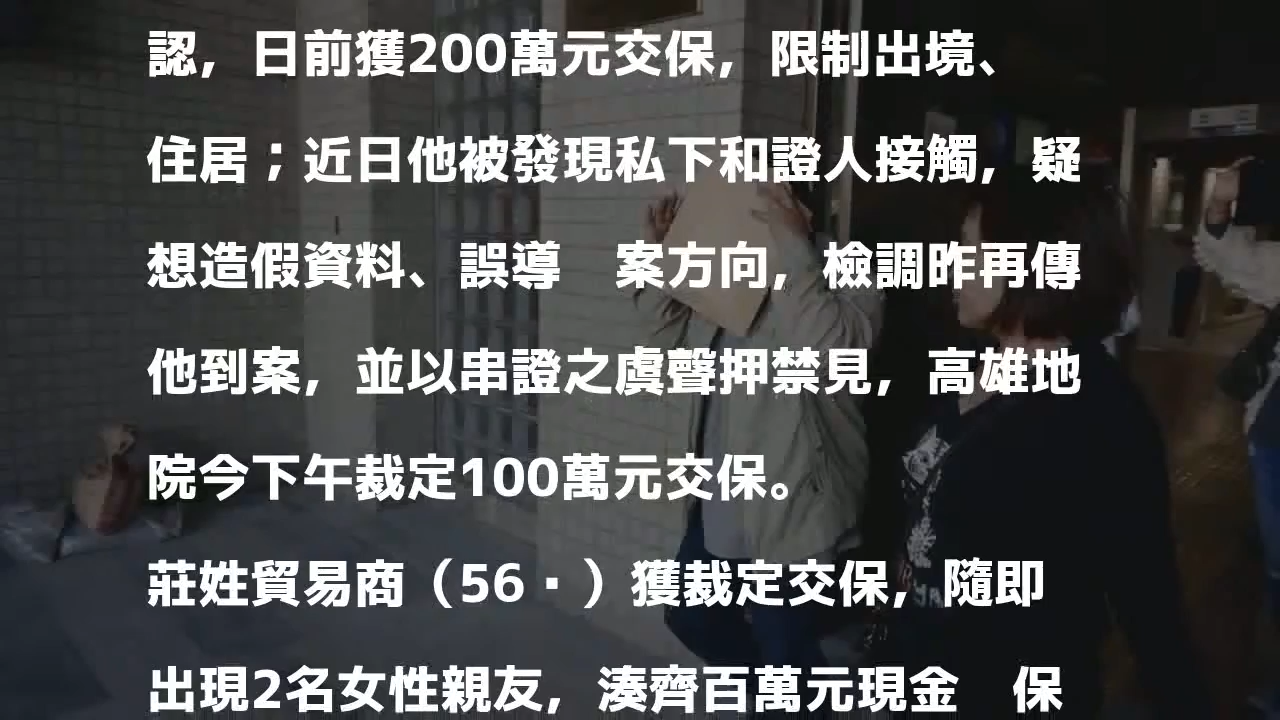 認，日前獲200萬元交保，限制出境、
住居；近日他被發現私下和證人接觸，疑
想造假資料、誤導　案方向，檢調昨再傳
他到案，並以串證之虞聲押禁見，高雄地
院今下午裁定100萬元交保。
莊姓貿易商（56▪）獲裁定交保，隨即
出現2名女性親友，湊齊百萬元現金　保